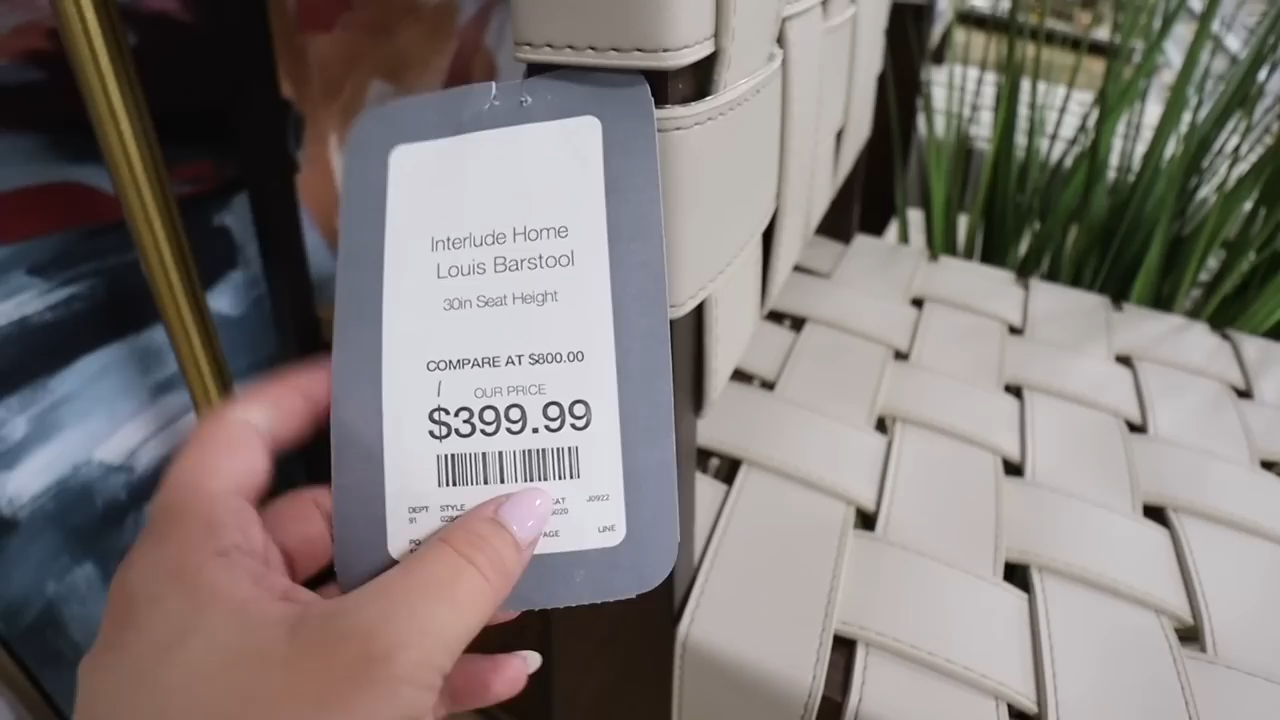 Interlude Home
Louis Barstool
30in Seat Height
COMPARE AT $800.00
OUR PRICE
$399.99
DEPT STYLE J0922
91
LINE